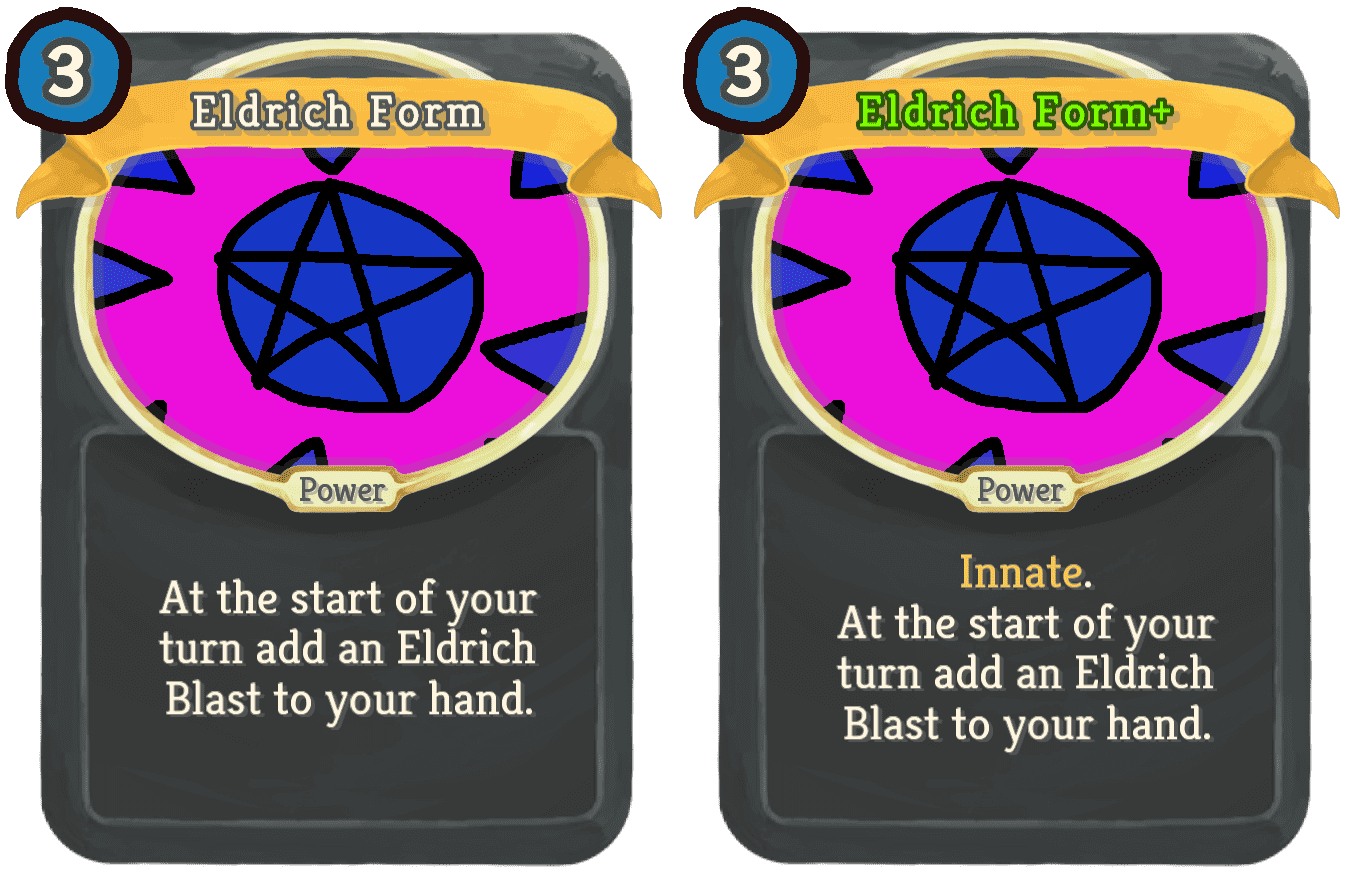 3
Eldrich Form
Power
At the start of your
turn add an Eldrich
Blast to your hand.
3
Eldrich Form+
Power
Innate.
At the start of your
turn add an Eldrich
Blast to your hand.